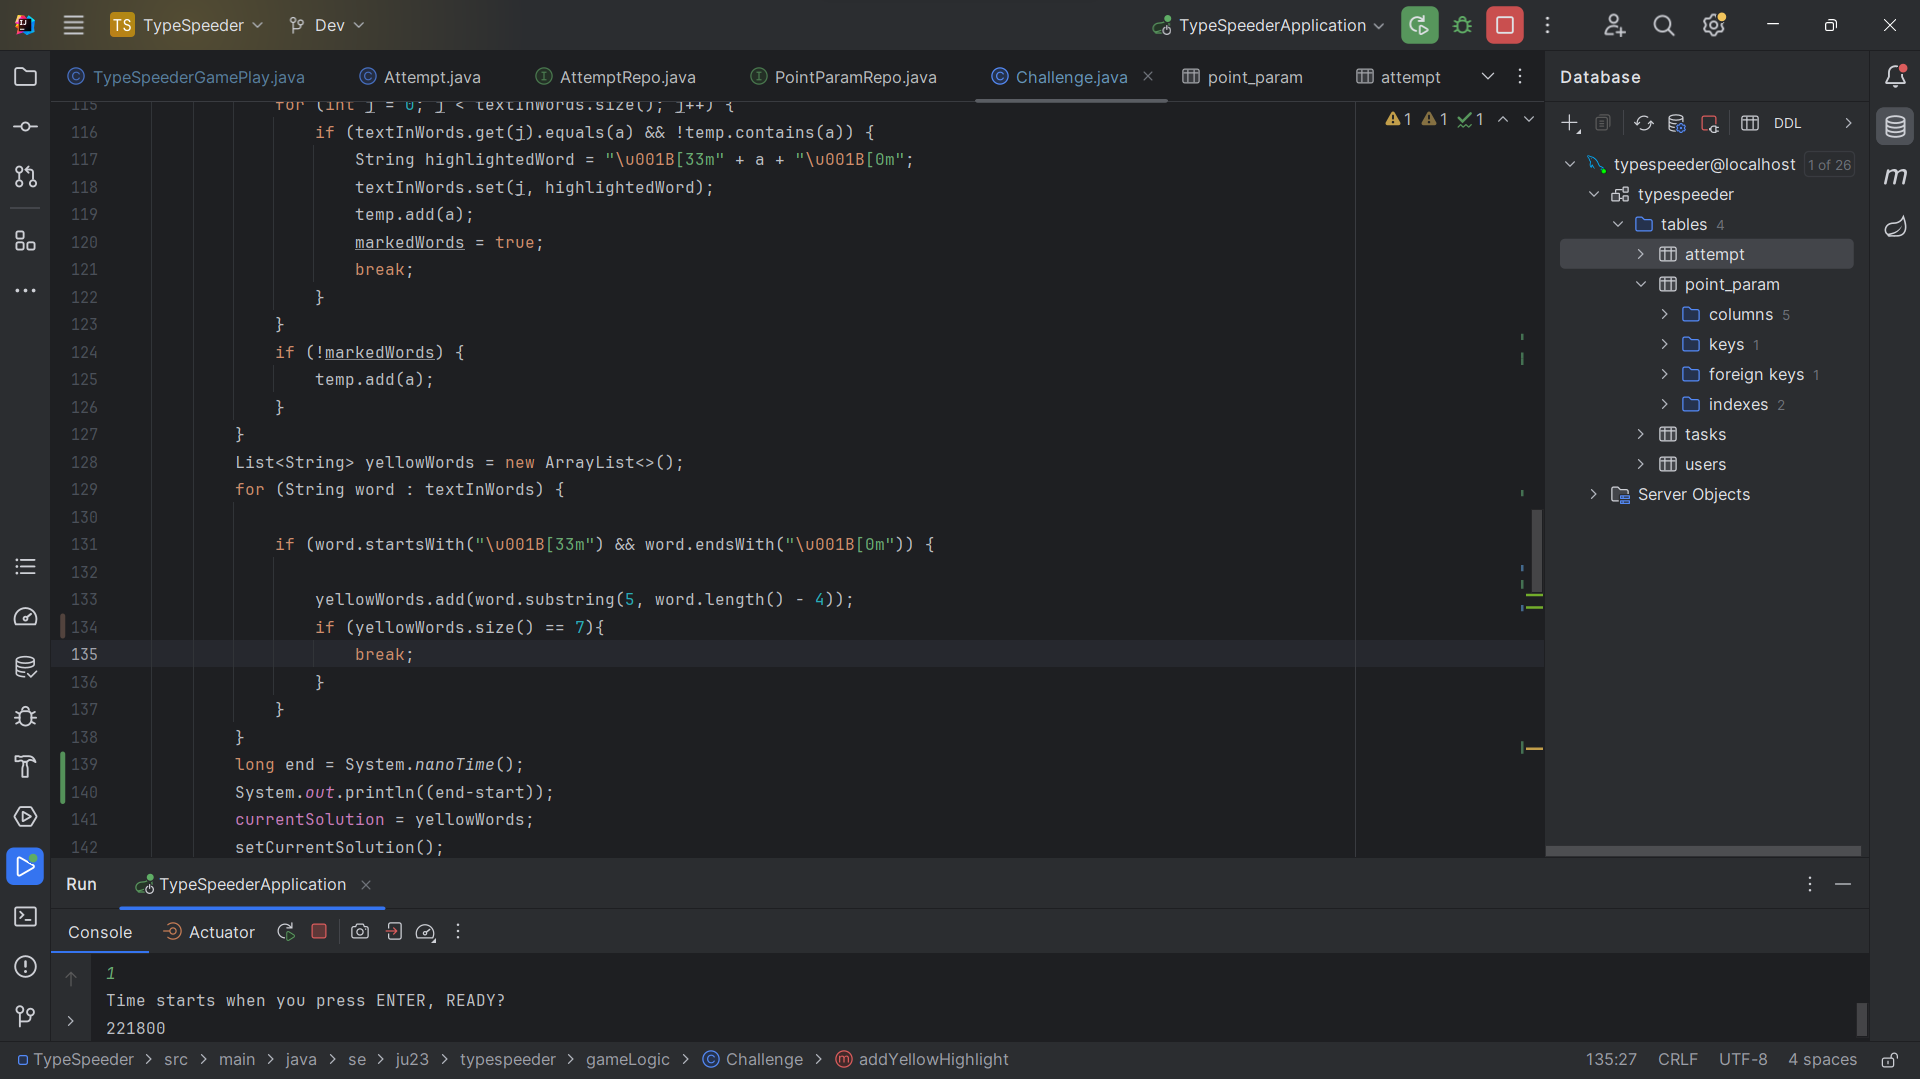 TS TypeSpeeder Dev TypeSpeederApplication
TypeSpeederGamePlay.java Attempt.java AttemptRepo.java PointParamRepo.java Challenge.java point_param attempt
115 for (int j = 0; j < textInWords.size(); j++) {
116 if (textInWords.get(j).equals(a) && !temp.contains(a)) {
117 String highlightedWord = "\u001B[33m" + a + "\u001B[0m";
118 textInWords.set(j, highlightedWord);
119 temp.add(a);
120 markedWords = true;
121 break;
122 }
123 }
124 if (!markedWords) {
125 temp.add(a);
126 }
127 }
128 List<String> yellowWords = new ArrayList<>();
129 for (String word : textInWords) {
130
131 if (word.startsWith("\u001B[33m") && word.endsWith("\u001B[0m")) {
132
133 yellowWords.add(word.substring(5, word.length() - 4));
134 if (yellowWords.size() == 7){
135 break;
136 }
137 }
138 }
139 long end = System.nanoTime();
140 System.out.println((end-start));
141 currentSolution = yellowWords;
142 setCurrentSolution();
1 1 1
Database
DDL
typespeeder@localhost 1 of 26
typespeeder
tables 4
attempt
point_param
columns 5
keys 1
foreign keys 1
indexes 2
tasks
users
Server Objects
m
Run TypeSpeederApplication
Console Actuator
1
Time starts when you press ENTER, READY?
221800
TypeSpeeder > src > main > java > se > ju23 > typespeeder > gameLogic > Challenge > addYellowHighlight 135:27 CRLF UTF-8 4 spaces